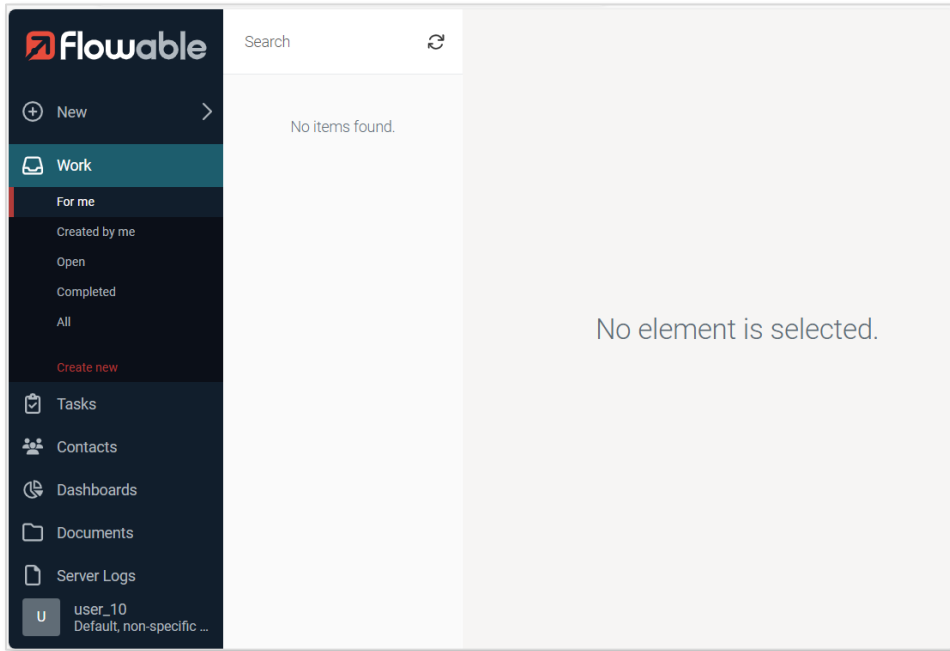 flowable
Search
New
No items found.
Work
For me
Created by me
Open
Completed
All
Create new
No element is selected.
Tasks
Contacts
Dashboards
Documents
Server Logs
U
user_10
Default, non-specific ...